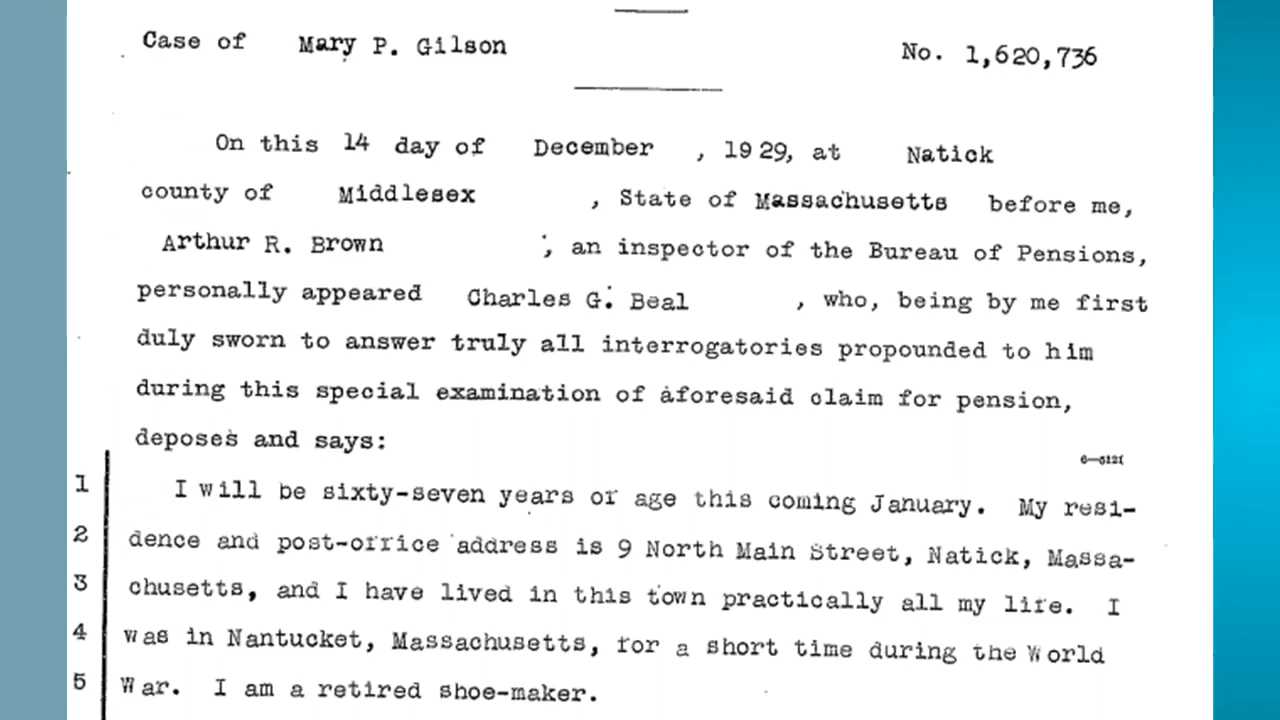 Case of Mary P. Gilson No. 1,620,736
On this 14 day of December , 1929, at Natick
county of Middlesex , State of Massachusetts before me,
Arthur R. Brown , an inspector of the Bureau of Pensions,
personally appeared Charles G. Beal , who, being by me first
duly sworn to answer truly all interrogatories propounded to him
during this special examination of aforesaid claim for pension,
deposes and says:
6—5121
1 I will be sixty-seven years of age this coming January. My resi-
2 dence and post-office address is 9 North Main Street, Natick, Massa-
3 chusetts, and I have lived in this town practically all my life. I
4 was in Nantucket, Massachusetts, for a short time during the World
5 War. I am a retired shoe-maker.